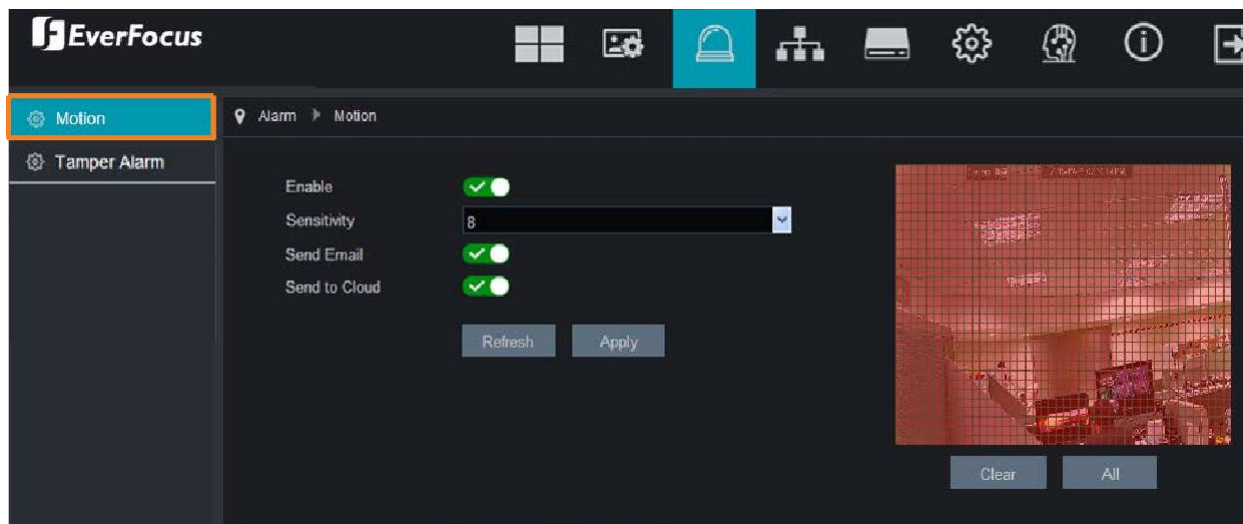 EverFocus
Motion
Alarm Motion
Tamper Alarm
Enable
Sensitivity 8
Send Email
Send to Cloud
Refresh Apply
Clear All